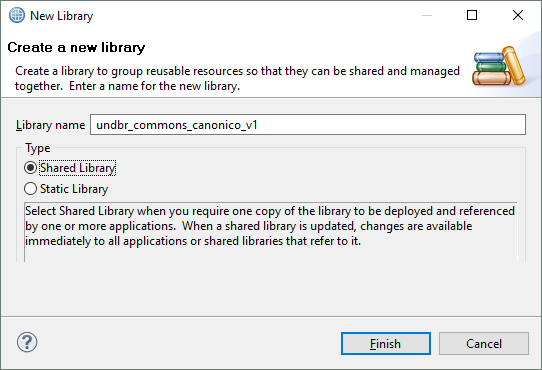 New Library
Create a new library
Create a library to group reusable resources so that they can be shared and managed
together.  Enter a name for the new library.
Library name undbr_commons_canonico_v1
Type
Shared Library
Static Library
Select Shared Library when you require one copy of the library to be deployed and referenced
by one or more applications.  When a shared library is updated, changes are available
immediately to all applications or shared libraries that refer to it.
?
Finish Cancel